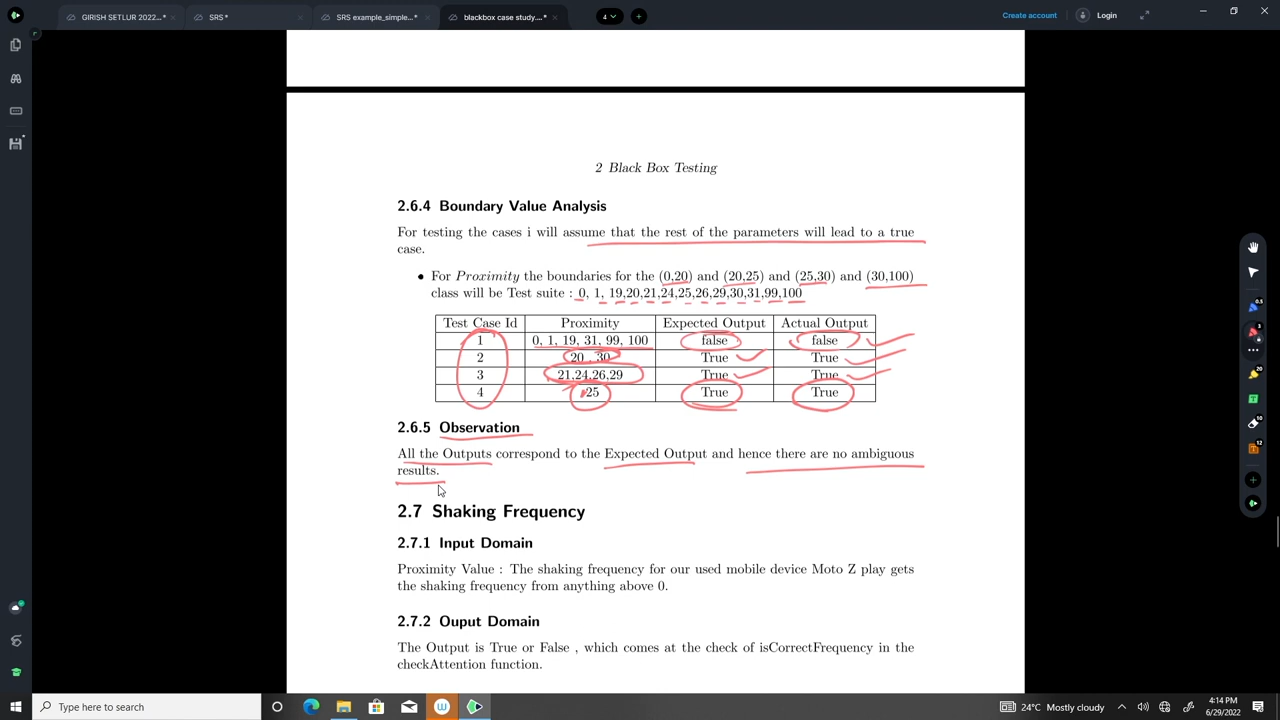 GIRISH SETLUR 2022...* SRS* SRS example_simple...* blackbox case study....* 4 Create account Login
2 Black Box Testing
2.6.4 Boundary Value Analysis
For testing the cases i will assume that the rest of the parameters will lead to a true
case.
• For Proximity the boundaries for the (0,20) and (20,25) and (25,30) and (30,100)
class will be Test suite : 0, 1, 19,20,21,24,25,26,29,30,31,99,100
Test Case Id Proximity Expected Output Actual Output
1 0, 1, 19, 31, 99, 100 false false
2 20 , 30 True True
3 21,24,26,29 True True
4 25 True True
2.6.5 Observation
All the Outputs correspond to the Expected Output and hence there are no ambiguous
results.
2.7 Shaking Frequency
2.7.1 Input Domain
Proximity Value : The shaking frequency for our used mobile device Moto Z play gets
the shaking frequency from anything above 0.
2.7.2 Ouput Domain
The Output is True or False , which comes at the check of isCorrectFrequency in the
checkAttention function.
Type here to search 24°C Mostly cloudy 4:14 PM
6/29/2022